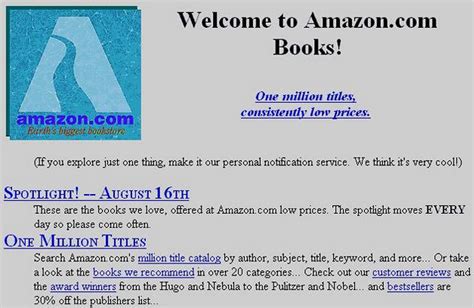 Welcome to Amazon.com
Books!
amazon.com
Earth's biggest bookstore
One million titles,
consistently low prices.
(If you explore just one thing, make it our personal notification service. We think it's very cool!)
SPOTLIGHT! -- AUGUST 16TH
These are the books we love, offered at Amazon.com low prices. The spotlight moves EVERY
day so please come often.
ONE MILLION TITLES
Search Amazon.com's million title catalog by author, subject, title, keyword, and more... Or take
a look at the books we recommend in over 20 categories... Check out our customer reviews and
the award winners from the Hugo and Nebula to the Pulitzer and Nobel... and bestsellers are
30% off the publishers list...